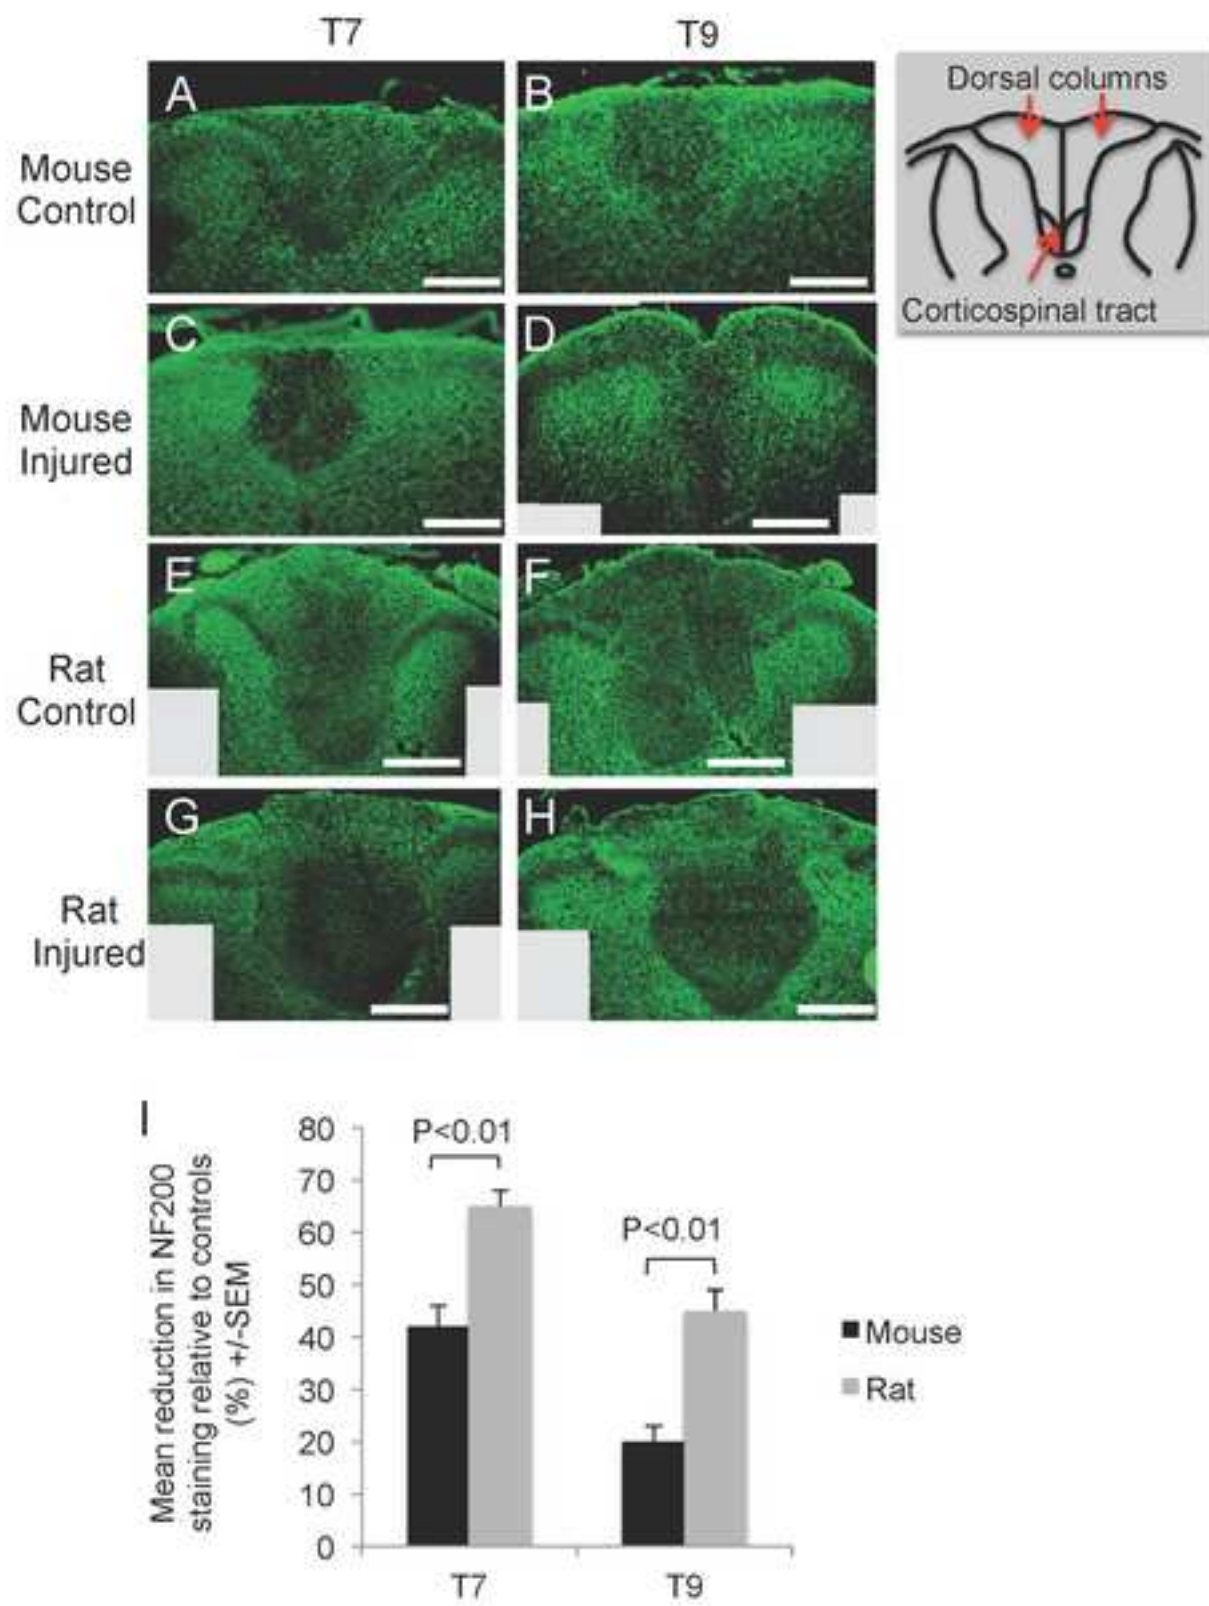 T7
T9
A
B
Dorsal columns
Corticospinal tract
Mouse
Control
C
D
Mouse
Injured
E
F
Rat
Control
G
H
Rat
Injured
I
Mean reduction in NF200
staining relative to controls
(%) +/-SEM
80
70
60
50
40
30
20
10
0
P<0.01
P<0.01
T7
T9
Mouse
Rat